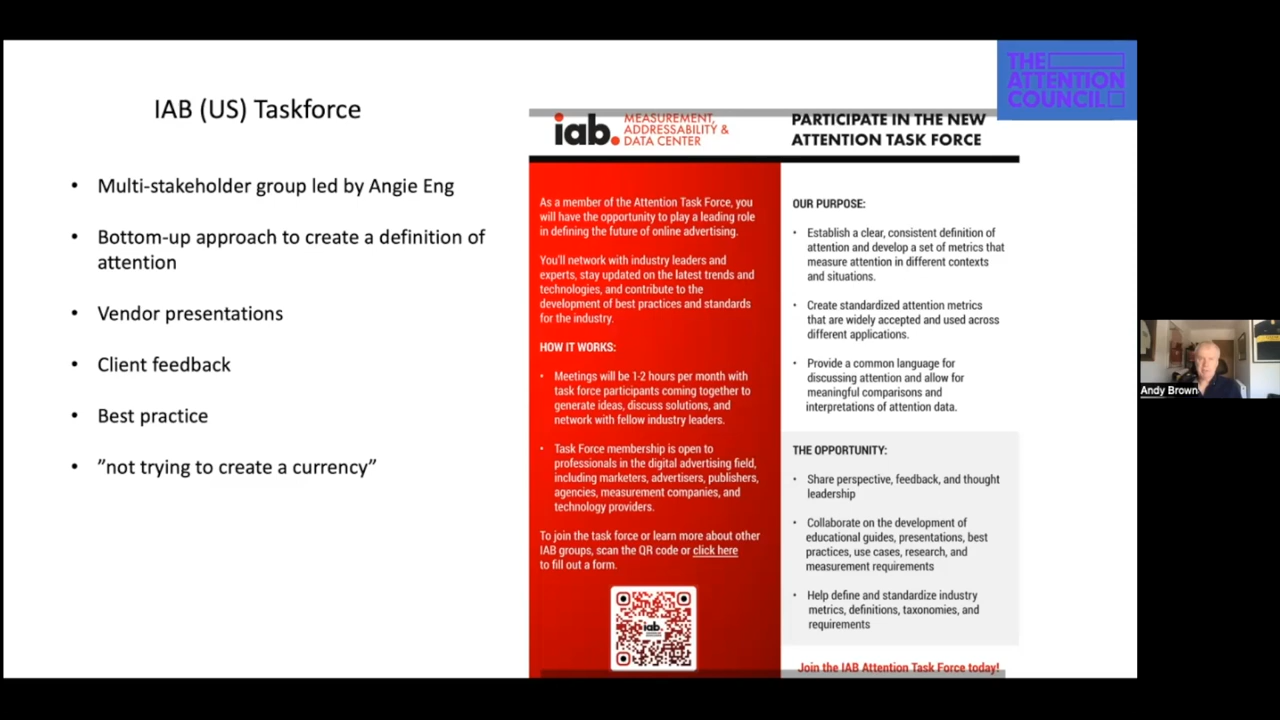 THE
ATTENTION
COUNCIL
IAB (US) Taskforce
• Multi-stakeholder group led by Angie Eng
• Bottom-up approach to create a definition of
attention
• Vendor presentations
• Client feedback
• Best practice
• ”not trying to create a currency”
iab.
MEASUREMENT,
ADDRESSABILITY &
DATA CENTER
PARTICIPATE IN THE NEW
ATTENTION TASK FORCE
As a member of the Attention Task Force, you
will have the opportunity to play a leading role
in defining the future of online advertising.
You'll network with industry leaders and
experts, stay updated on the latest trends and
technologies, and contribute to the
development of best practices and standards
for the industry.
HOW IT WORKS:
• Meetings will be 1-2 hours per month with
task force participants coming together to
generate ideas, discuss solutions, and
network with fellow industry leaders.
• Task Force membership is open to
professionals in the digital advertising field,
including marketers, advertisers, publishers,
agencies, measurement companies, and
technology providers.
To join the task force or learn more about other
IAB groups, scan the QR code or click here
to fill out a form.
iab.
OUR PURPOSE:
• Establish a clear, consistent definition of
attention and develop a set of metrics that
measure attention in different contexts
and situations.
• Create standardized attention metrics
that are widely accepted and used across
different applications.
• Provide a common language for
discussing attention and allow for
meaningful comparisons and
interpretations of attention data.
THE OPPORTUNITY:
• Share perspective, feedback, and thought
leadership
• Collaborate on the development of
educational guides, presentations, best
practices, use cases, research, and
measurement requirements
• Help define and standardize industry
metrics, definitions, taxonomies, and
requirements
Join the IAB Attention Task Force today!
Andy Brown